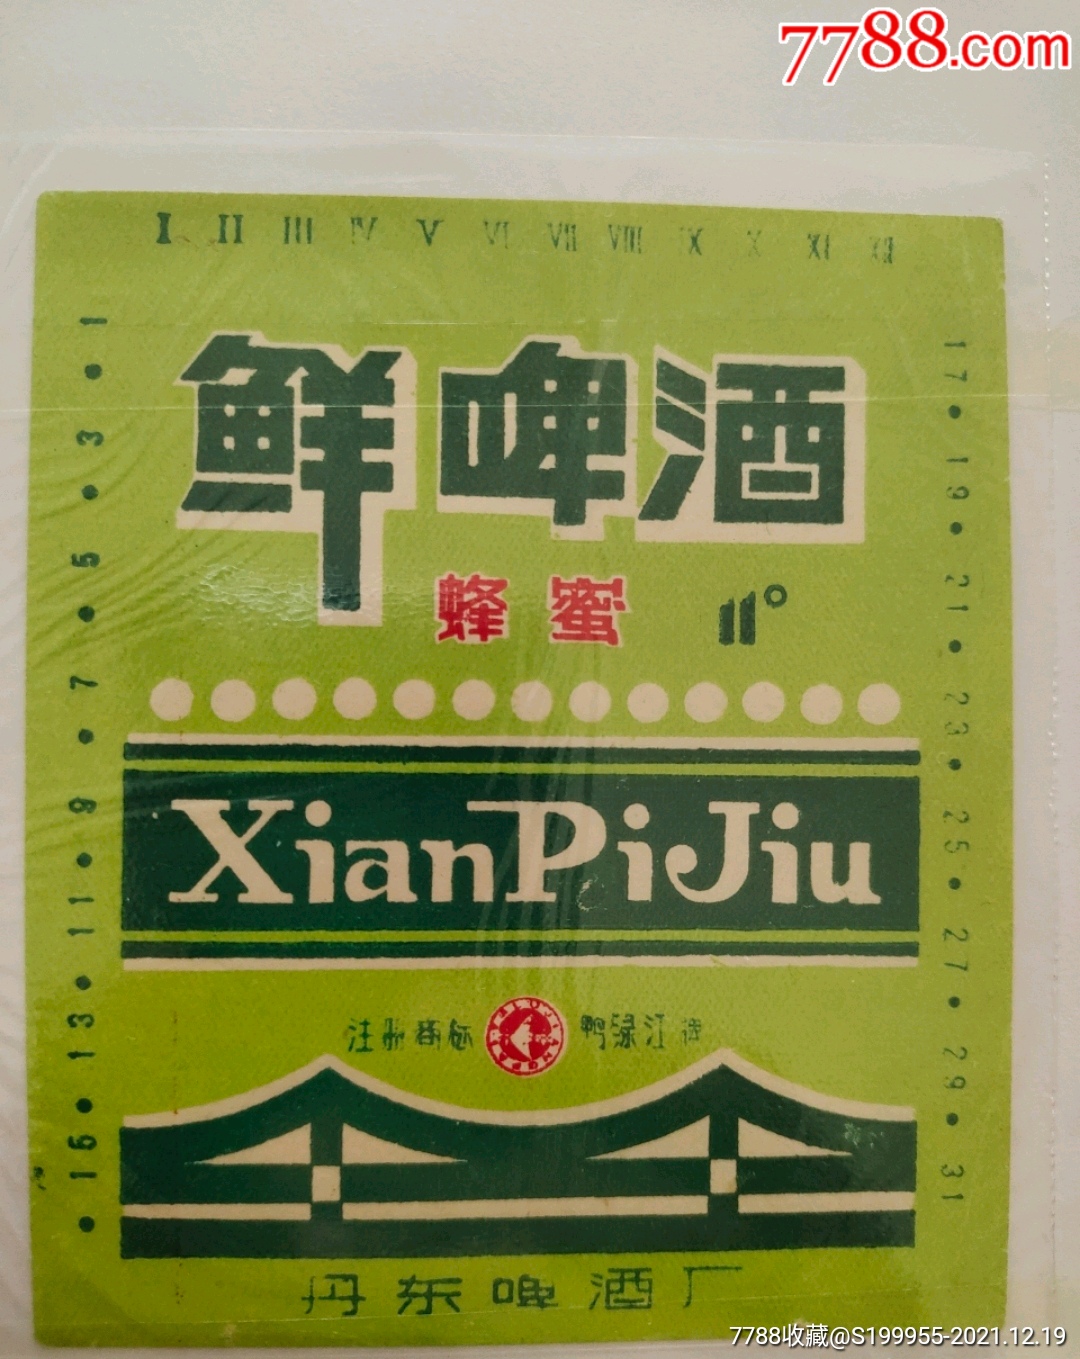 7788.com
I II III IV V VI VII VIII IX X XI XII
1 • 3 • 5 • 7 • 9 • 11 • 13 • 15 •
17 • 19 • 21 • 23 • 25 • 27 • 29 • 31
鲜啤酒
蜂蜜 11°
XianPiJiu
注册商标 鸭绿江牌
丹东啤酒厂
7788收藏@S199955-2021.12.19